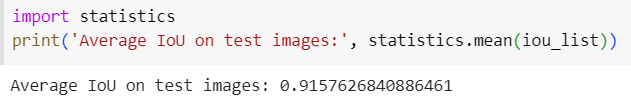 import statistics
print('Average IoU on test images:', statistics.mean(iou_list))
Average IoU on test images: 0.9157626840886461